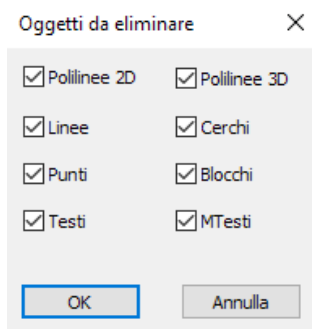 Oggetti da eliminare
Polilinee 2D Polilinee 3D
Linee Cerchi
Punti Blocchi
Testi MTesti
OK Annulla